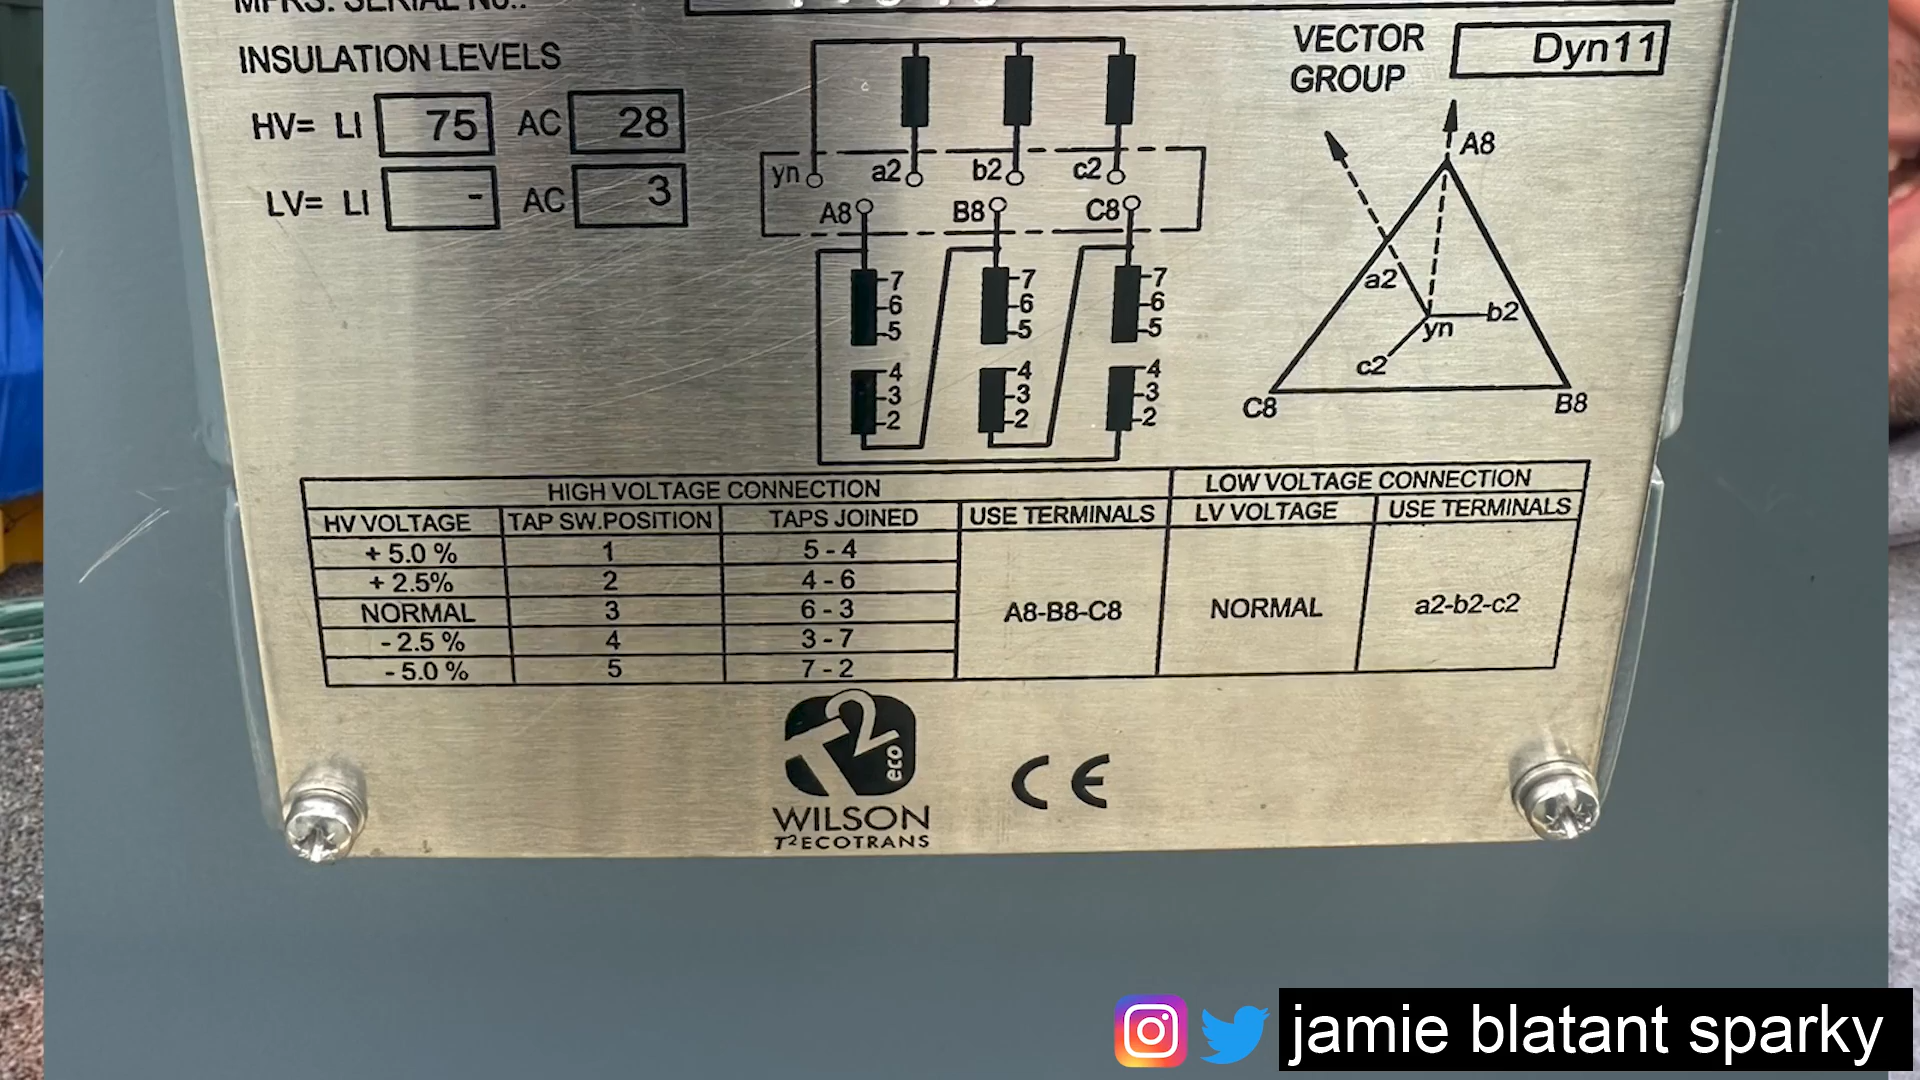 MFRS. SERIAL No.:
INSULATION LEVELS
HV= LI 75 AC 28
LV= LI - AC 3
yn a2 b2 c2
A8 B8 C8
7 7 7
6 6 6
5 5 5
4 4 4
3 3 3
2 2 2
VECTOR GROUP Dyn11
A8
a2
b2
yn
c2
C8
B8
HIGH VOLTAGE CONNECTION LOW VOLTAGE CONNECTION
HV VOLTAGE TAP SW.POSITION TAPS JOINED USE TERMINALS LV VOLTAGE USE TERMINALS
+ 5.0 % 1 5 - 4
+ 2.5% 2 4 - 6
NORMAL 3 6 - 3 A8-B8-C8 NORMAL a2-b2-c2
- 2.5 % 4 3 - 7
- 5.0 % 5 7 - 2
T2 eco
CE
WILSON
T²ECOTRANS
jamie blatant sparky